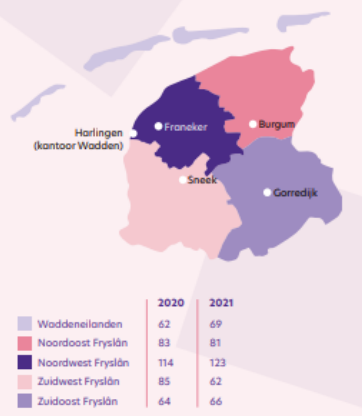 Harlingen
(kantoor Wadden)
Franeker
Burgum
Sneek
Gorredijk
2020 2021
Waddeneilanden 62 69
Noordoost Fryslân 83 81
Noordwest Fryslân 114 123
Zuidwest Fryslân 85 62
Zuidoost Fryslân 64 66